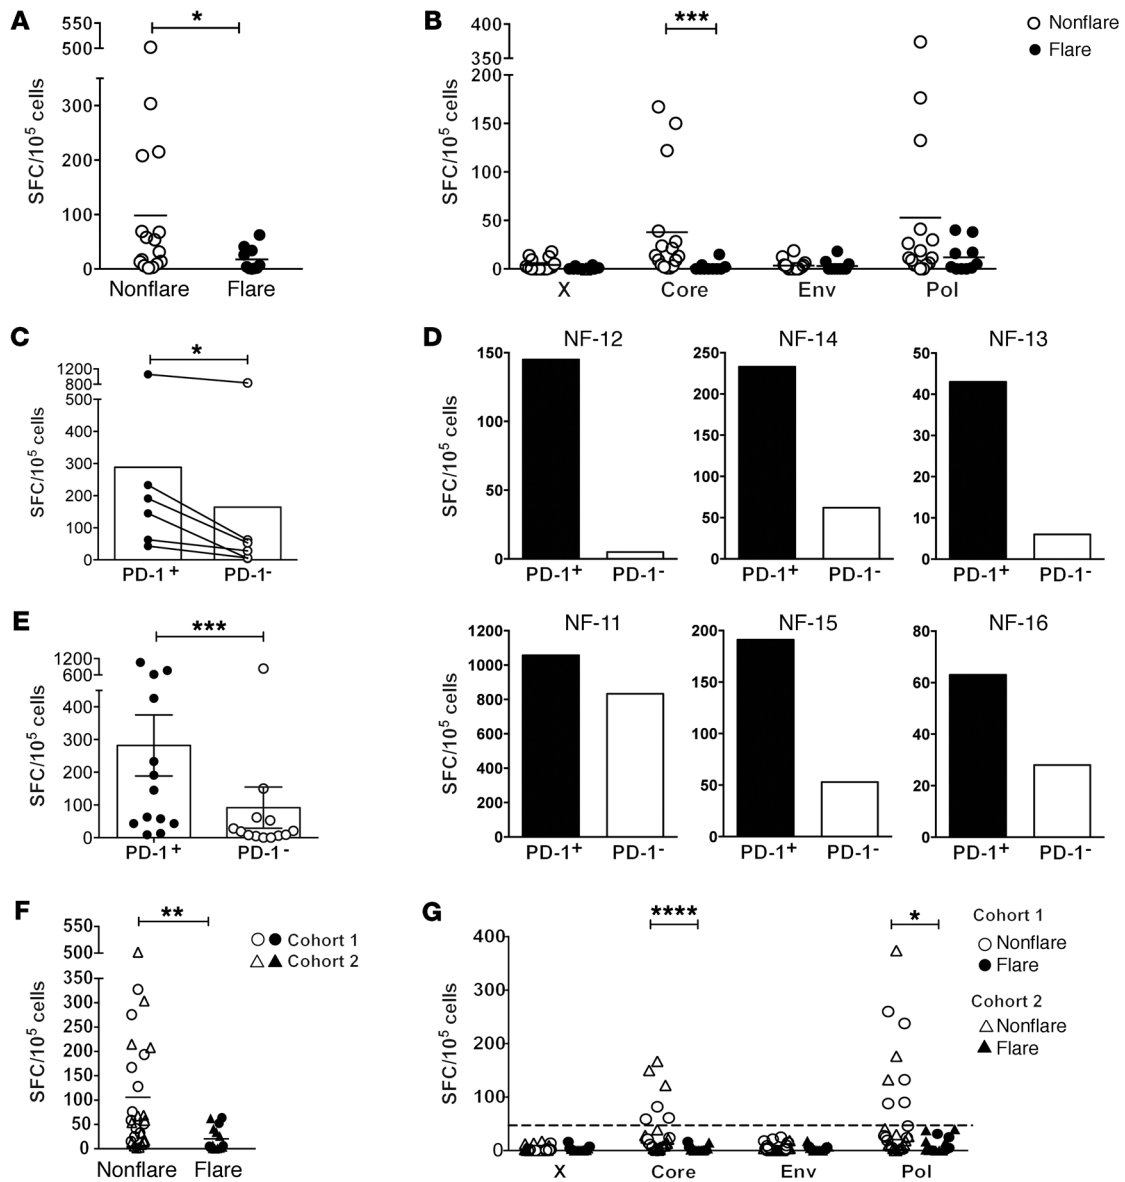 A
550
500
300
200
100
0
SFC/10⁵ cells
*
Nonflare Flare
B
400
350
200
150
100
50
0
SFC/10⁵ cells
***
X Core Env Pol
Nonflare
Flare
C
1200
800
500
400
300
200
100
0
SFC/10⁵ cells
*
PD-1⁺ PD-1⁻
D
NF-12
150
100
50
0
SFC/10⁵ cells
PD-1⁺ PD-1⁻
NF-14
250
200
150
100
50
0
PD-1⁺ PD-1⁻
NF-13
50
40
30
20
10
0
PD-1⁺ PD-1⁻
E
1200
600
400
300
200
100
0
SFC/10⁵ cells
***
PD-1⁺ PD-1⁻
NF-11
1200
1000
800
600
400
200
0
SFC/10⁵ cells
PD-1⁺ PD-1⁻
NF-15
200
150
100
50
0
PD-1⁺ PD-1⁻
NF-16
80
60
40
20
0
PD-1⁺ PD-1⁻
F
550
500
350
300
250
200
150
100
50
0
SFC/10⁵ cells
**
Nonflare Flare
Cohort 1
Cohort 2
G
400
300
200
100
0
SFC/10⁵ cells
****
*
X Core Env Pol
Cohort 1
Nonflare
Flare
Cohort 2
Nonflare
Flare